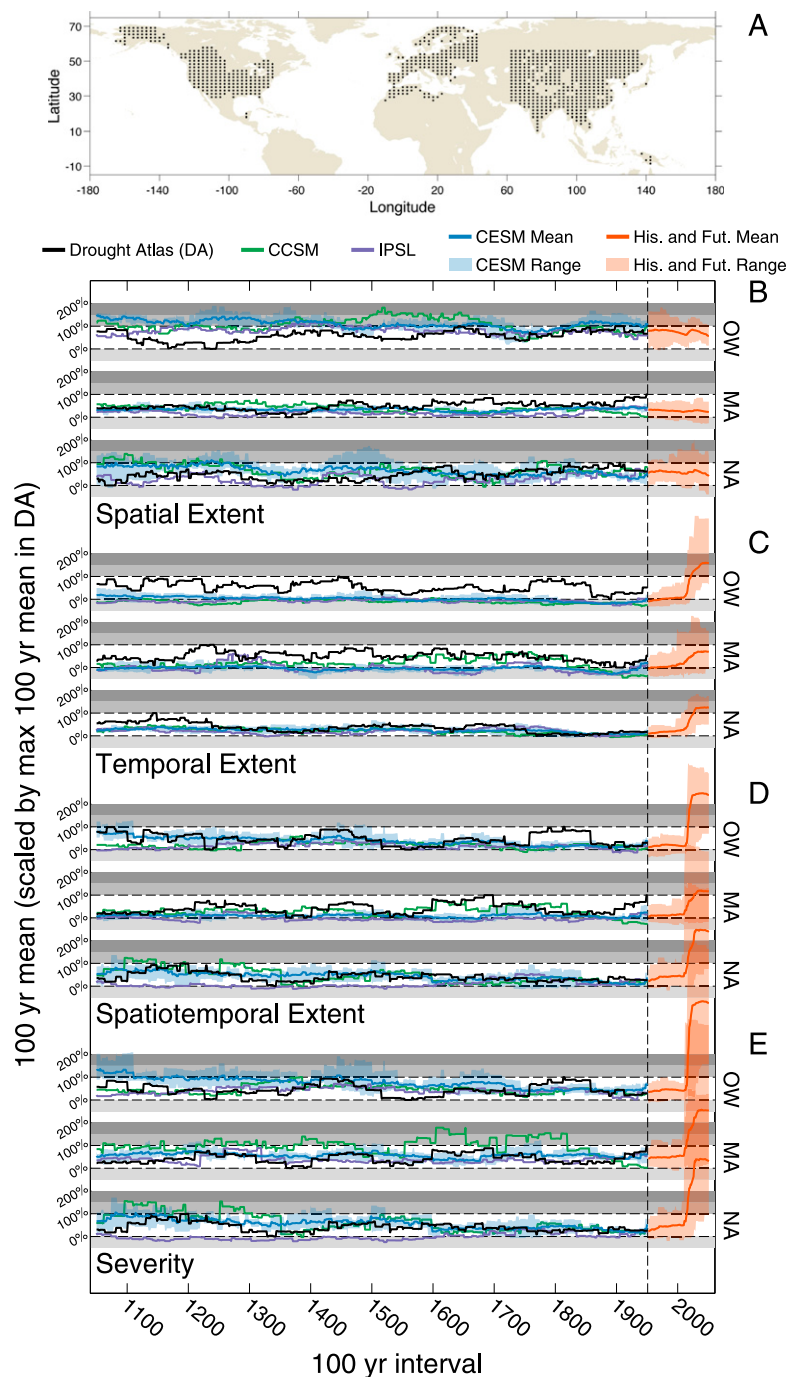 A
Latitude
70
50
30
10
-10
-180 -140 -100 -60 -20 20 60 100 140 180
Longitude
Drought Atlas (DA) CCSM IPSL CESM Mean His. and Fut. Mean
CESM Range His. and Fut. Range
100 yr mean (scaled by max 100 yr mean in DA)
B
200%
100%
0%
OW
200%
100%
0%
MA
200%
100%
0%
NA
Spatial Extent
C
200%
100%
0%
OW
200%
100%
0%
MA
200%
100%
0%
NA
Temporal Extent
D
200%
100%
0%
OW
200%
100%
0%
MA
200%
100%
0%
NA
Spatiotemporal Extent
E
200%
100%
0%
OW
200%
100%
0%
MA
200%
100%
0%
NA
Severity
1100 1200 1300 1400 1500 1600 1700 1800 1900 2000
100 yr interval